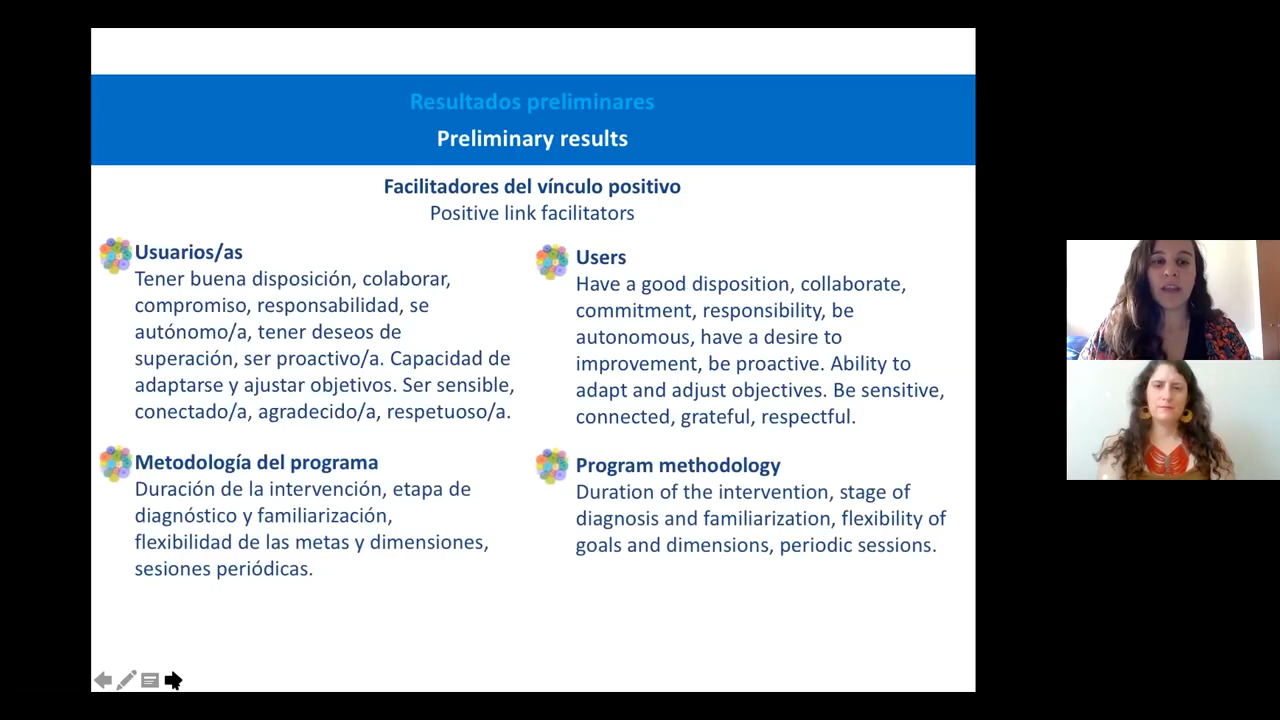 Resultados preliminares
Preliminary results
Facilitadores del vínculo positivo
Positive link facilitators
Usuarios/as
Tener buena disposición, colaborar,
compromiso, responsabilidad, se
autónomo/a, tener deseos de
superación, ser proactivo/a. Capacidad de
adaptarse y ajustar objetivos. Ser sensible,
conectado/a, agradecido/a, respetuoso/a.
Metodología del programa
Duración de la intervención, etapa de
diagnóstico y familiarización,
flexibilidad de las metas y dimensiones,
sesiones periódicas.
Users
Have a good disposition, collaborate,
commitment, responsibility, be
autonomous, have a desire to
improvement, be proactive. Ability to
adapt and adjust objectives. Be sensitive,
connected, grateful, respectful.
Program methodology
Duration of the intervention, stage of
diagnosis and familiarization, flexibility of
goals and dimensions, periodic sessions.